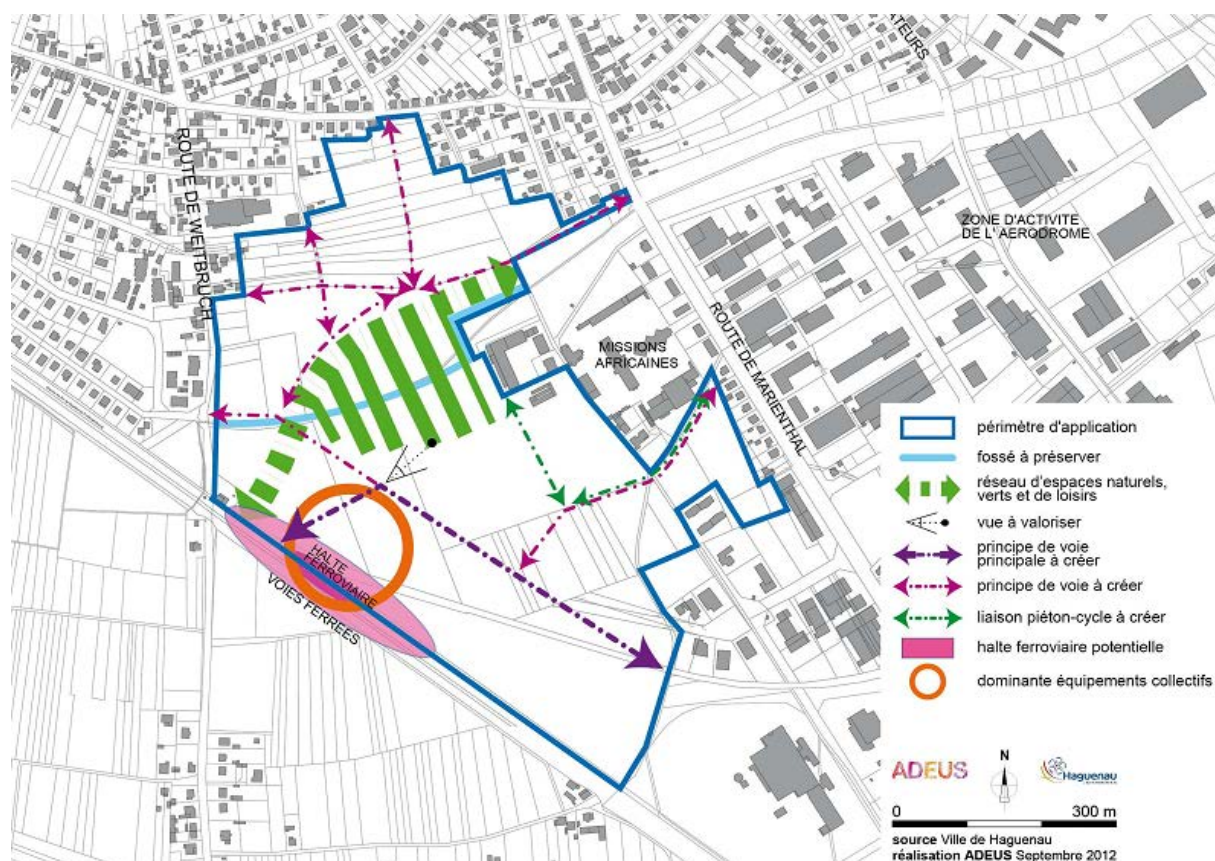 ATEURS
ROUTE DE WEITBRUCH
ZONE D'ACTIVITE
DE L'AERODROME
MISSIONS
AFRICAINES
ROUTE DE MARIENTHAL
HALTE
FERROVIAIRE
VOIES FERREES
périmètre d'application
fossé à préserver
réseau d'espaces naturels,
verts et de loisirs
vue à valoriser
principe de voie
principale à créer
principe de voie à créer
liaison piéton-cycle à créer
halte ferroviaire potentielle
dominante équipements collectifs
ADEUS
N
Haguenau
0 300 m
source Ville de Haguenau
réalisation ADEUS Septembre 2012